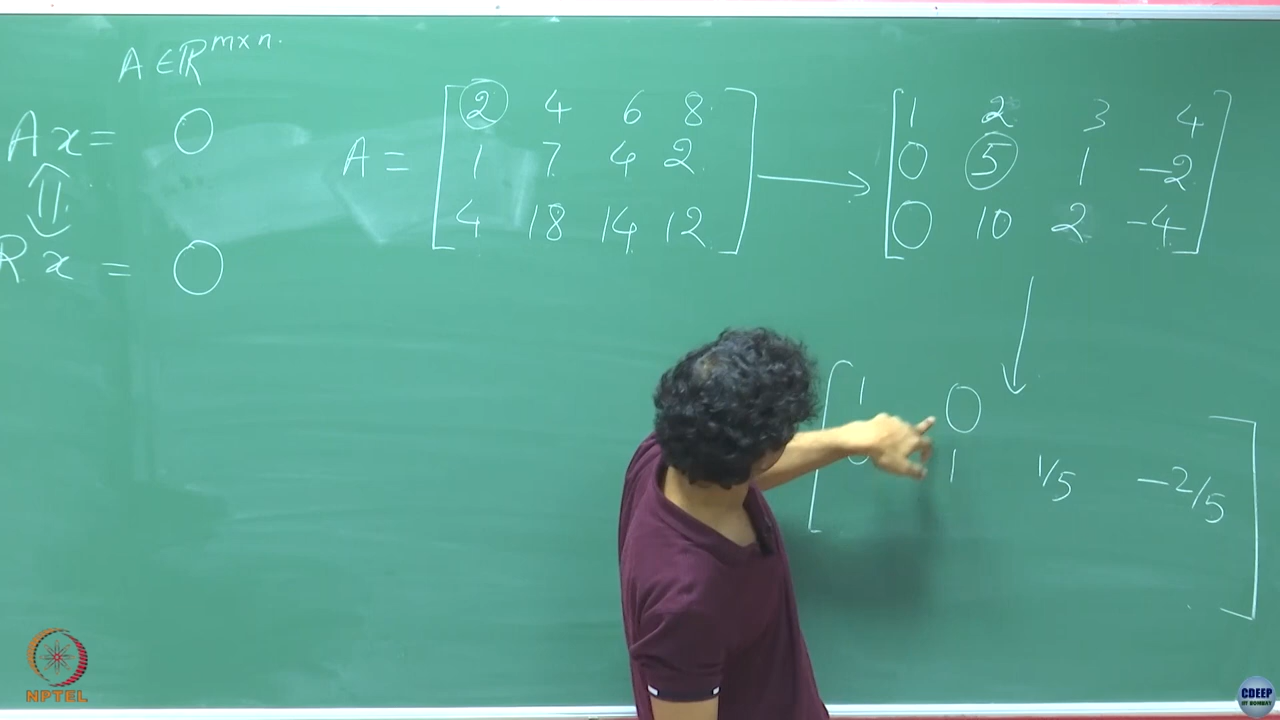 A ∈ ℝ^{m×n}.
Ax = 0
⇕
Rx = 0
A = [ 2 4 6 8
1 7 4 2
4 18 14 12 ]
→
[ 1 2 3 4
0 5 1 -2
0 10 2 -4 ]
↓
[ 1 0
0 1 1/5 -2/5 ]
NPTEL
CDEEP
IIT BOMBAY